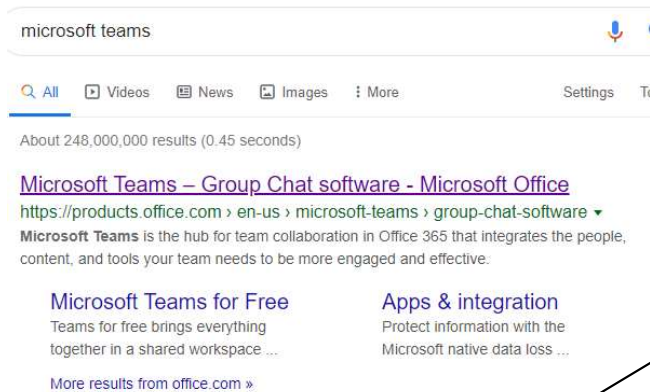 microsoft teams
All Videos News Images More Settings
About 248,000,000 results (0.45 seconds)
Microsoft Teams – Group Chat software - Microsoft Office
https://products.office.com › en-us › microsoft-teams › group-chat-software
Microsoft Teams is the hub for team collaboration in Office 365 that integrates the people,
content, and tools your team needs to be more engaged and effective.
Microsoft Teams for Free
Teams for free brings everything
together in a shared workspace ...
Apps & integration
Protect information with the
Microsoft native data loss ...
More results from office.com »